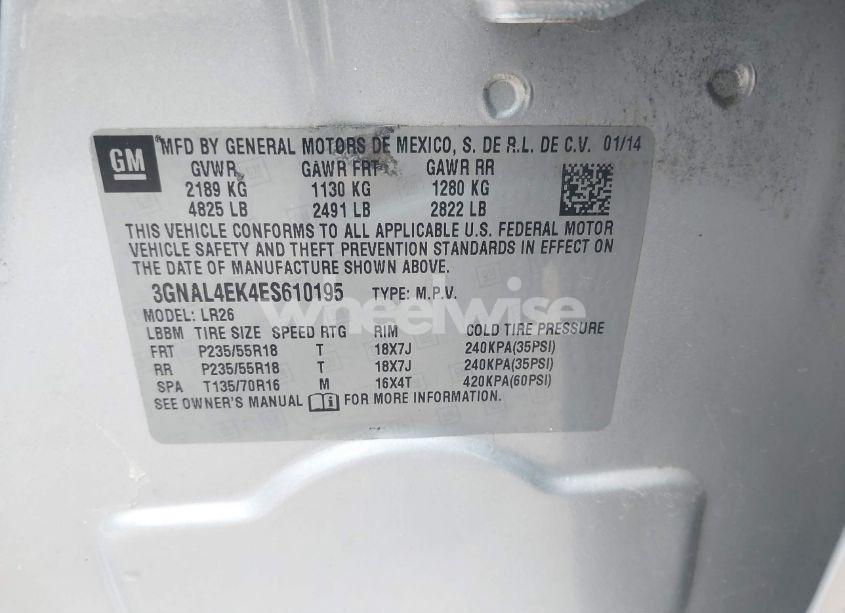 GM
MFD BY GENERAL MOTORS DE MEXICO, S. DE R.L. DE C.V. 01/14
GVWR GAWR FRT GAWR RR
2189 KG 1130 KG 1280 KG
4825 LB 2491 LB 2822 LB
THIS VEHICLE CONFORMS TO ALL APPLICABLE U.S. FEDERAL MOTOR
VEHICLE SAFETY AND THEFT PREVENTION STANDARDS IN EFFECT ON
THE DATE OF MANUFACTURE SHOWN ABOVE.
3GNAL4EK4ES610195 TYPE: M.P.V.
wheelwise
MODEL: LR26
LBBM TIRE SIZE SPEED RTG RIM COLD TIRE PRESSURE
FRT P235/55R18 T 18X7J 240KPA(35PSI)
RR P235/55R18 T 18X7J 240KPA(35PSI)
SPA T135/70R16 M 16X4T 420KPA(60PSI)
SEE OWNER'S MANUAL FOR MORE INFORMATION.